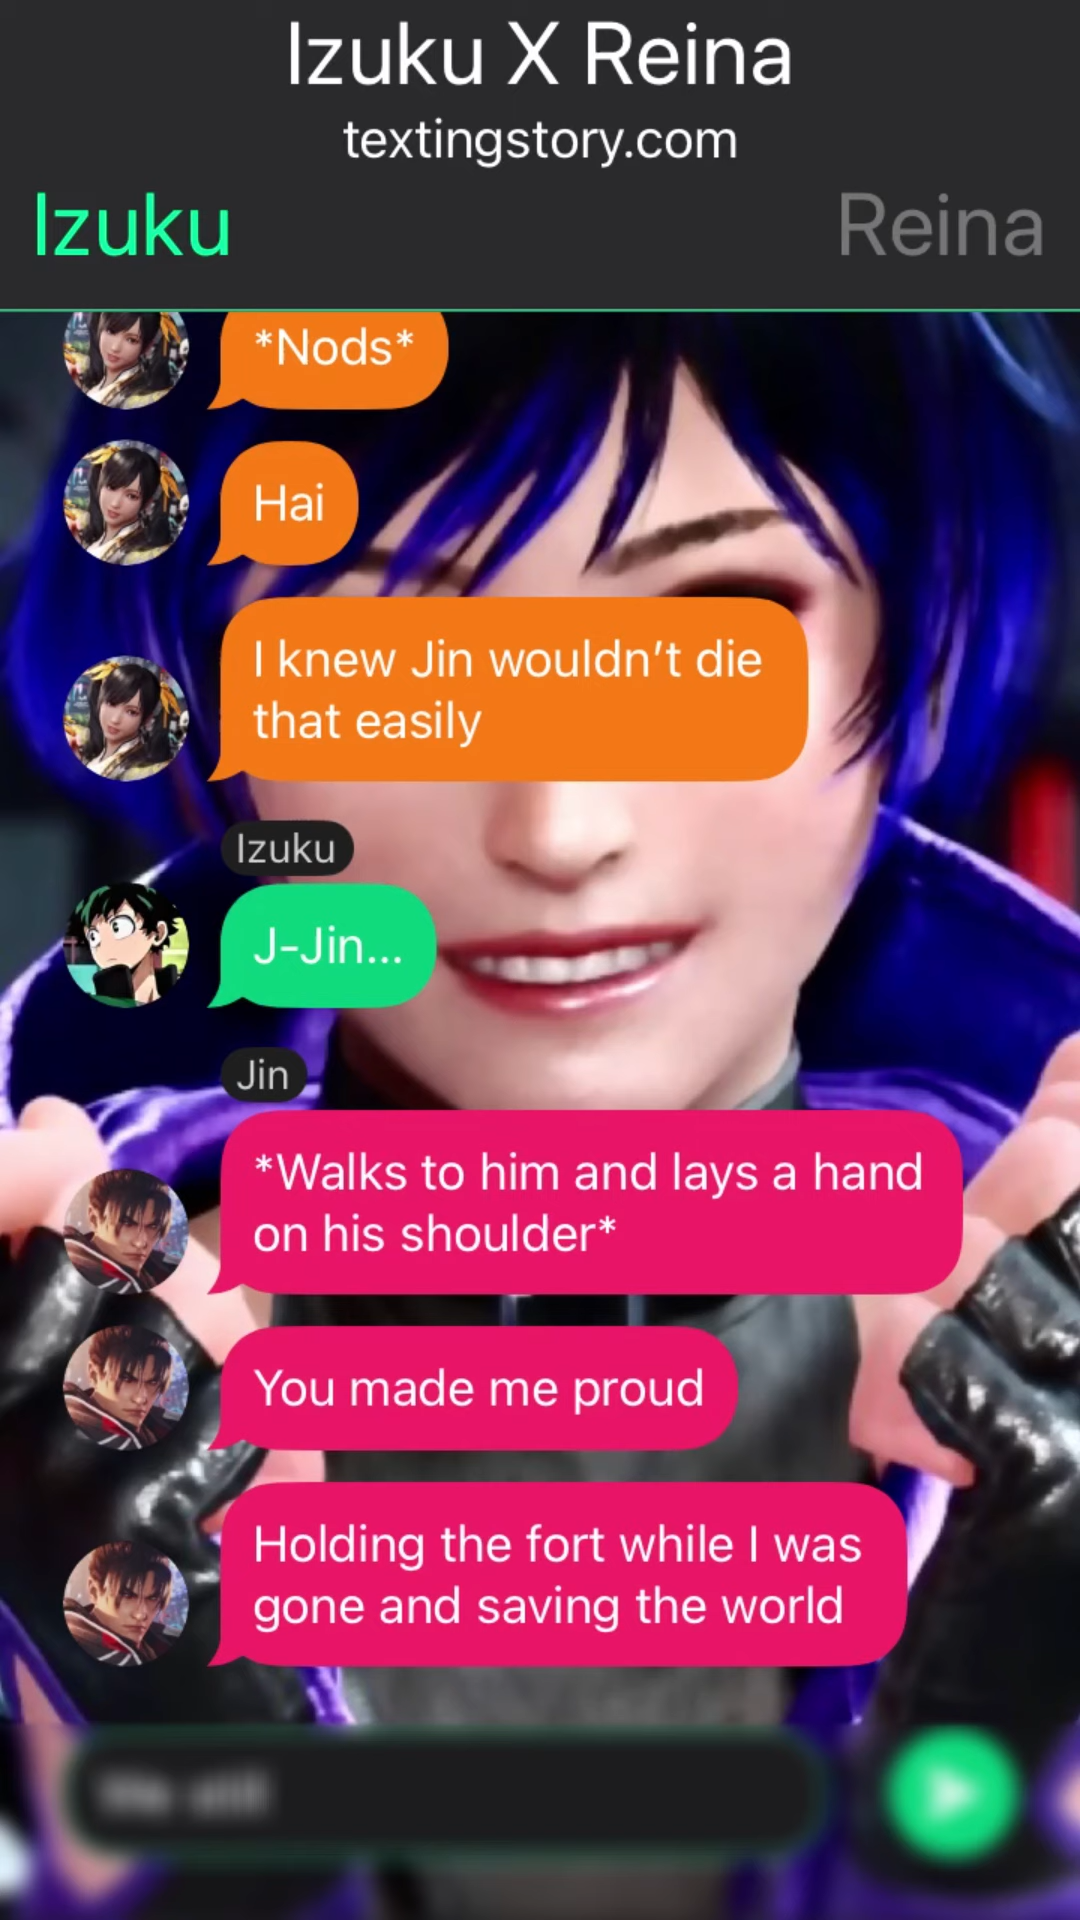 Izuku X Reina
textingstory.com
Izuku
Reina
*Nods*
Hai
I knew Jin wouldn’t die
that easily
Izuku
J-Jin...
Jin
*Walks to him and lays a hand
on his shoulder*
You made me proud
Holding the fort while I was
gone and saving the world